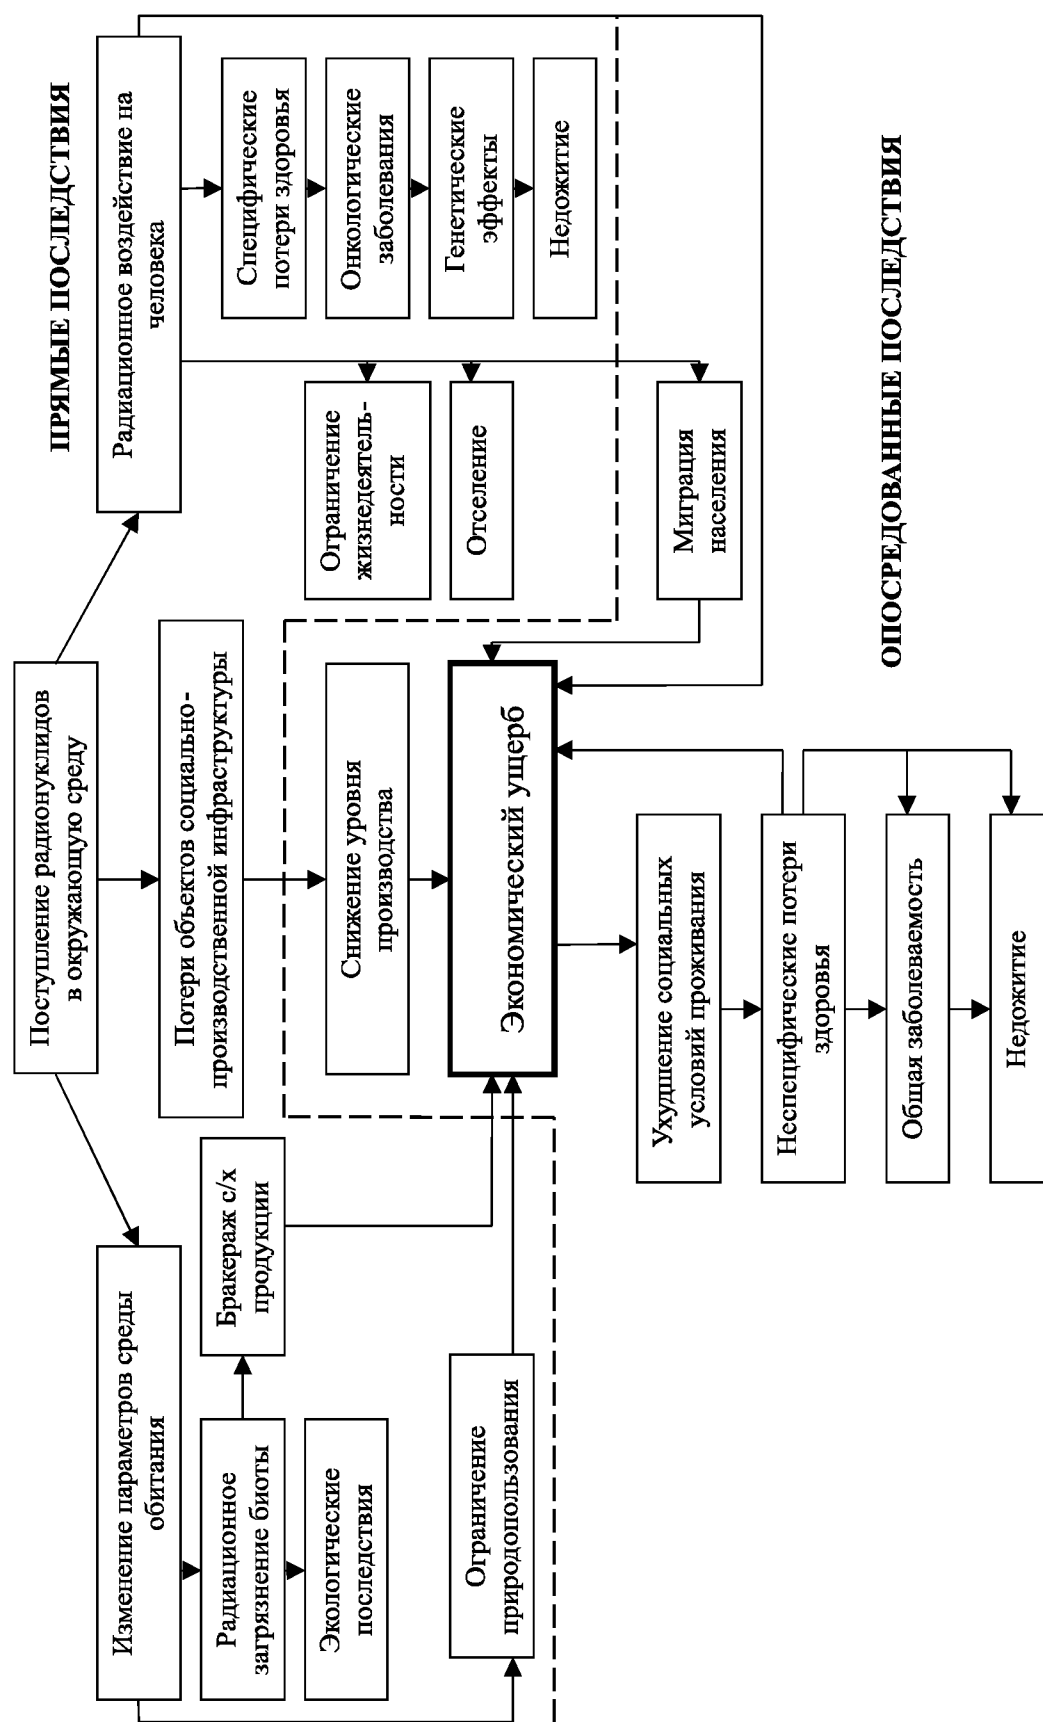 ПРЯМЫЕ ПОСЛЕДСТВИЯ
Поступление радионуклидов
в окружающую среду
Изменение параметров среды
обитания
Потери объектов социально-
производственной инфраструктуры
Радиационное воздействие на
человека
Радиационное
загрязнение биоты
Бракераж с/х
продукции
Экологические
последствия
Ограничение
природопользования
Снижение уровня
производства
Экономический ущерб
Ограничение
жизнедеятель-
ности
Отселение
Миграция
населения
Специфические
потери здоровья
Онкологические
заболевания
Генетические
эффекты
Недожитие
Ухудшение социальных
условий проживания
Неспецифические потери
здоровья
Общая заболеваемость
Недожитие
ОПОСРЕДОВАННЫЕ ПОСЛЕДСТВИЯ